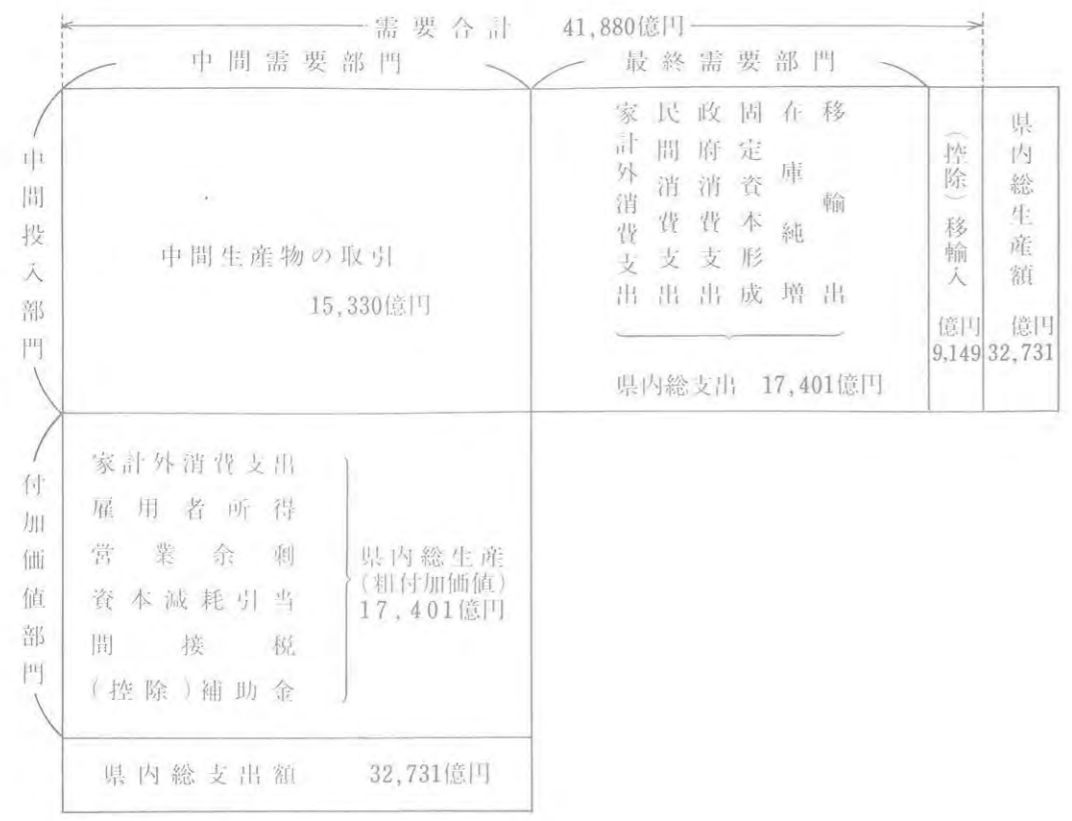 需要合計 41,880億円
中間需要部門
最終需要部門
中間投入部門
中間生産物の取引
15,330億円
家計外消費支出
民間消費支出
政府消費支出
固定資本形成
在庫純増
移輸出
県内総支出 17,401億円
(控除)移輸入
億円
9,149
県内総生産額
億円
32,731
付加価値部門
家計外消費支出
雇用者所得
営業余剰
資本減耗引当
間接税
(控除)補助金
県内総生産
(粗付加価値)
17,401億円
県内総支出額 32,731億円